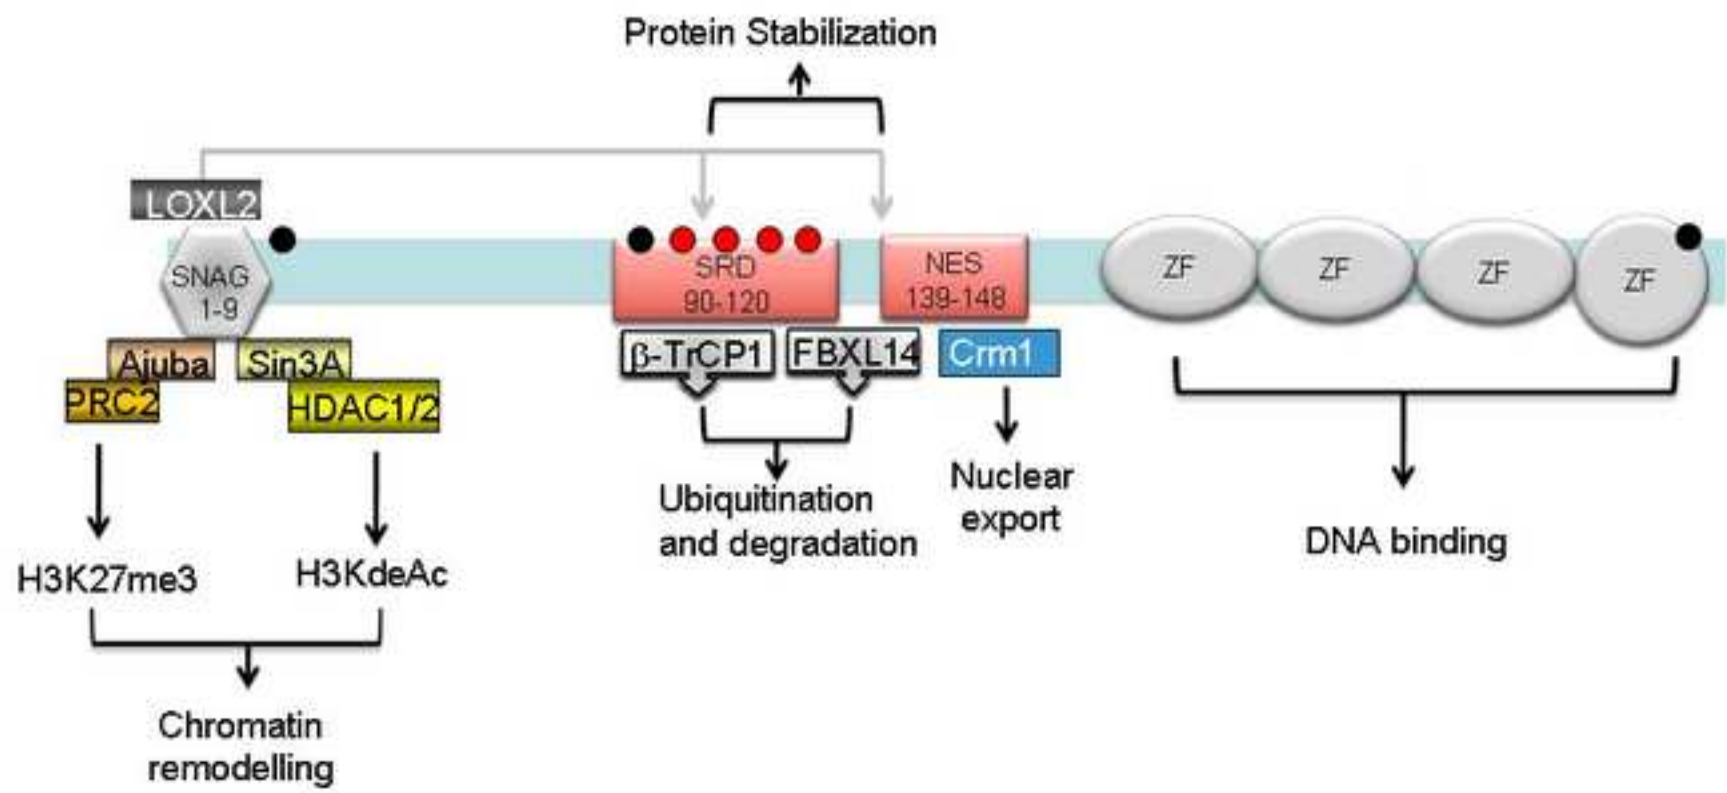 Protein Stabilization
LOXL2
SNAG
1-9
SRD
90-120
NES
139-148
ZF
ZF
ZF
ZF
Ajuba
Sin3A
PRC2
HDAC1/2
β-TrCP1
FBXL14
Crm1
Ubiquitination
and degradation
Nuclear
export
DNA binding
H3K27me3
H3KdeAc
Chromatin
remodelling